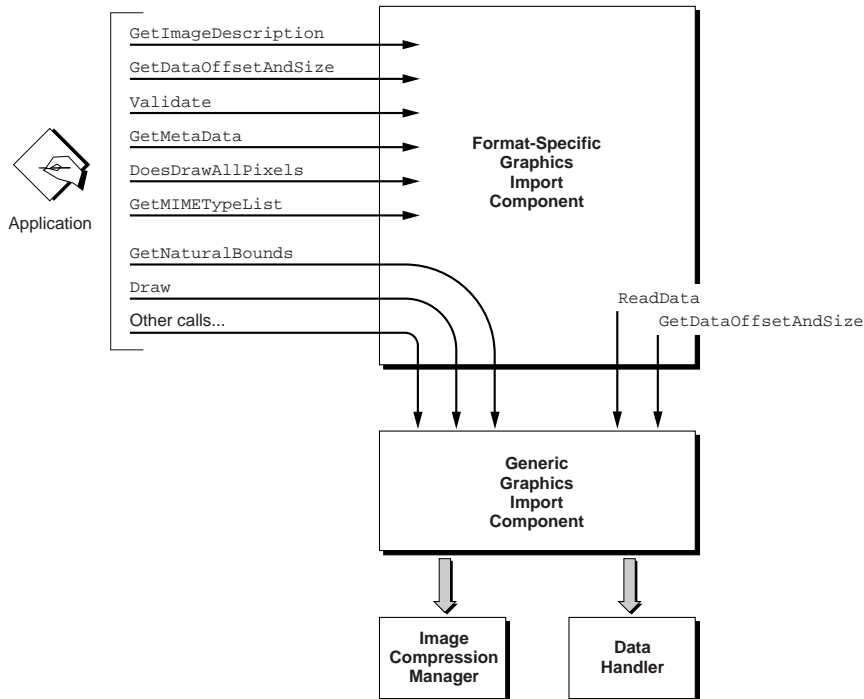 GetImageDescription
GetDataOffsetAndSize
Validate
GetMetaData
DoesDrawAllPixels
GetMIMETypeList
Application
GetNaturalBounds
Draw
Other calls...
Format-Specific
Graphics
Import
Component
ReadData
GetDataOffsetAndSize
Generic
Graphics
Import
Component
Image
Compression
Manager
Data
Handler